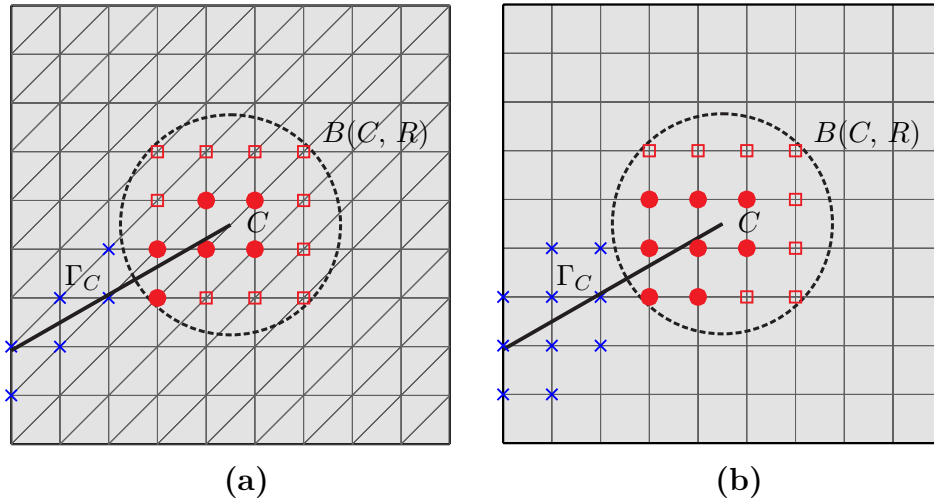 B(C, R)
C
Γ_C
(a)
B(C, R)
C
Γ_C
(b)